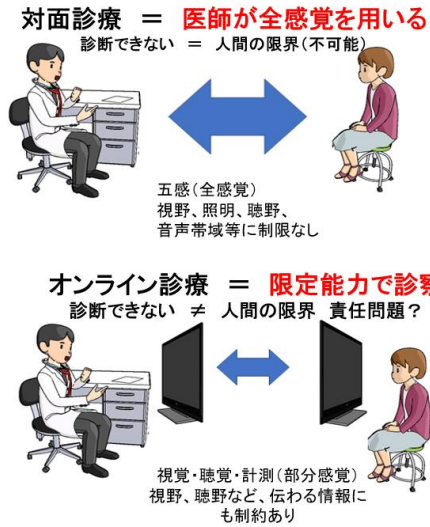 対面診療 ＝ 医師が全感覚を用いる
診断できない ＝ 人間の限界(不可能)
五感(全感覚)
視野、照明、聴野、
音声帯域等に制限なし
オンライン診療 ＝ 限定能力で診察
診断できない ≠ 人間の限界 責任問題？
視覚・聴覚・計測(部分感覚)
視野、聴野など、伝わる情報に
も制約あり